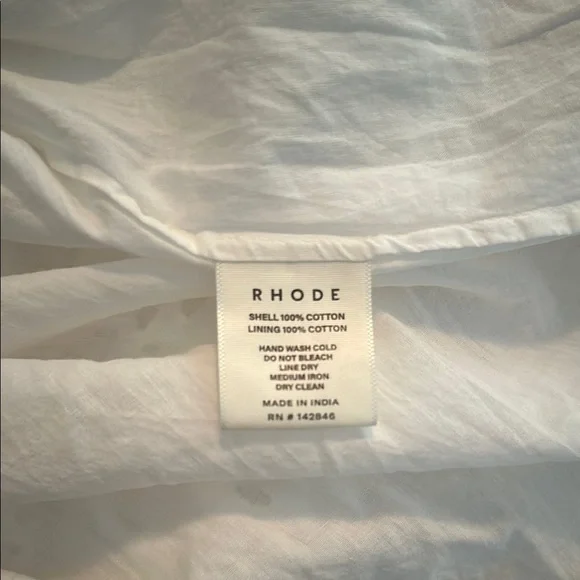 RHODE
SHELL 100% COTTON
LINING 100% COTTON
HAND WASH COLD
DO NOT BLEACH
LINE DRY
MEDIUM IRON
DRY CLEAN
MADE IN INDIA
RN # 142846